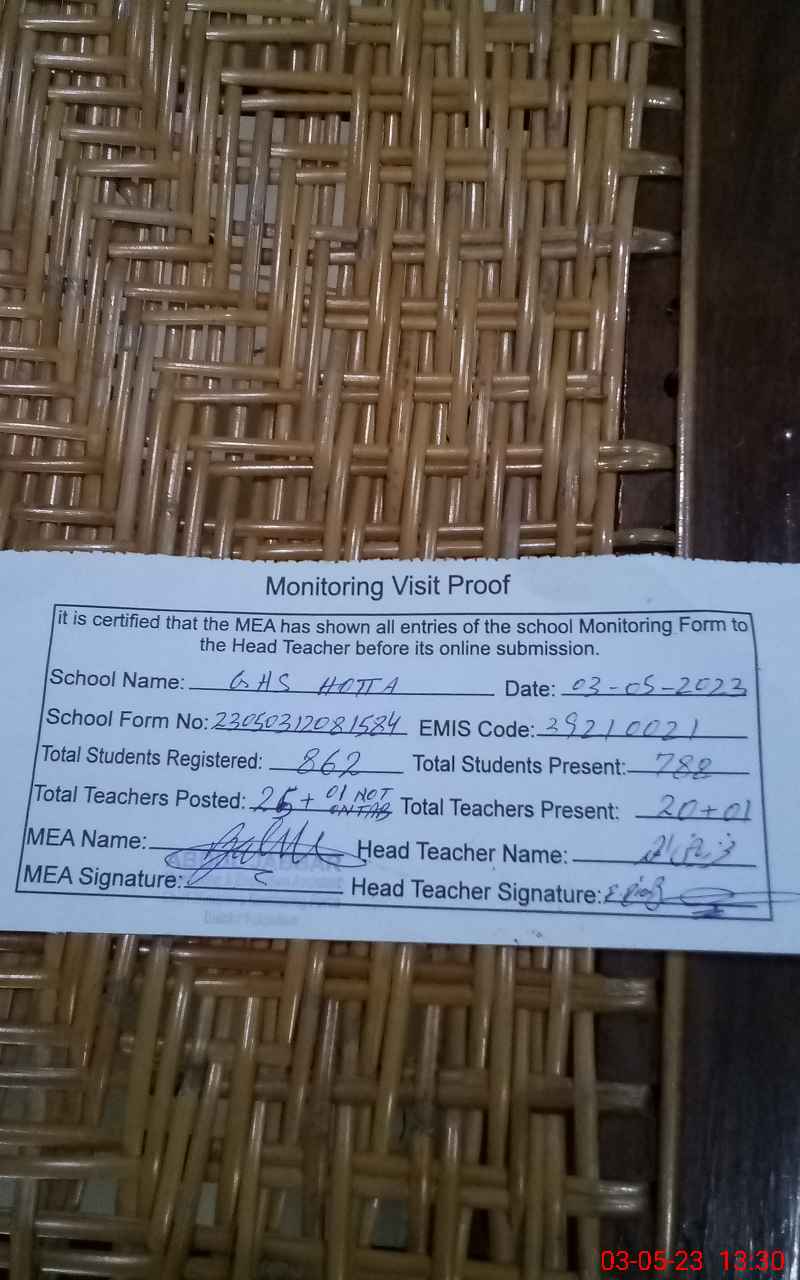 Monitoring Visit Proof
it is certified that the MEA has shown all entries of the school Monitoring Form to
the Head Teacher before its online submission.
School Name: GHS HOTTA Date: 03-05-2023
School Form No: 23050312081584 EMIS Code: 39210021
Total Students Registered: 862 Total Students Present: 788
Total Teachers Posted: 25 + 01 NOT ON TAB Total Teachers Present: 20+01
MEA Name: Head Teacher Name:
MEA Signature: Head Teacher Signature:
03-05-23 13:30